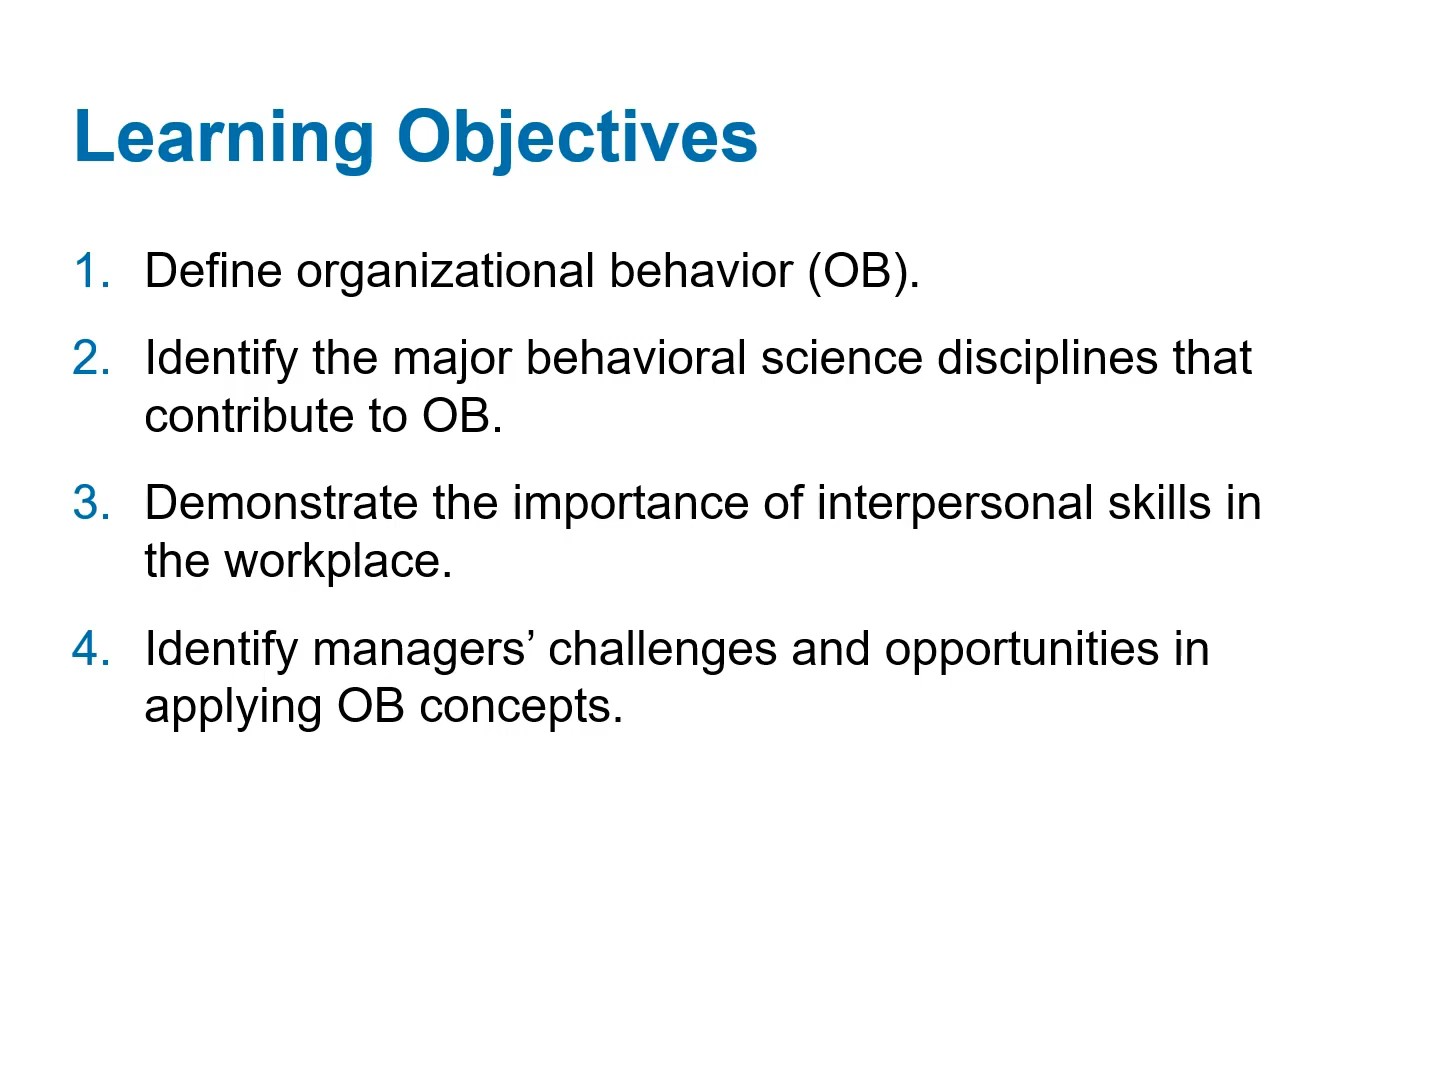 Learning Objectives
1. Define organizational behavior (OB).
2. Identify the major behavioral science disciplines that
contribute to OB.
3. Demonstrate the importance of interpersonal skills in
the workplace.
4. Identify managers’ challenges and opportunities in
applying OB concepts.